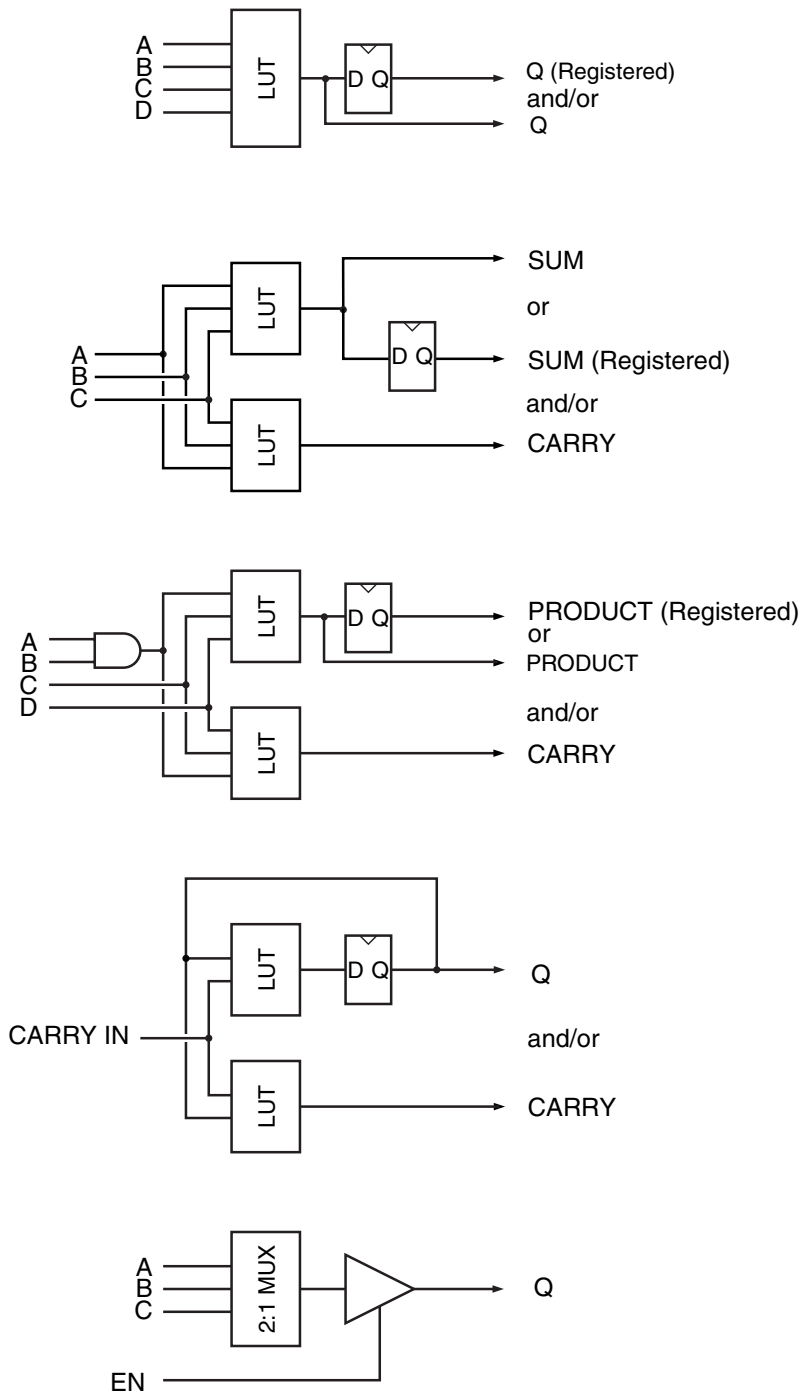 A
B
C
D
LUT
D Q
Q (Registered)
and/or
Q
A
B
C
LUT
LUT
D Q
SUM
or
SUM (Registered)
and/or
CARRY
A
B
C
D
LUT
LUT
D Q
PRODUCT (Registered)
or
PRODUCT
and/or
CARRY
CARRY IN
LUT
LUT
D Q
Q
and/or
CARRY
A
B
C
2:1 MUX
EN
Q